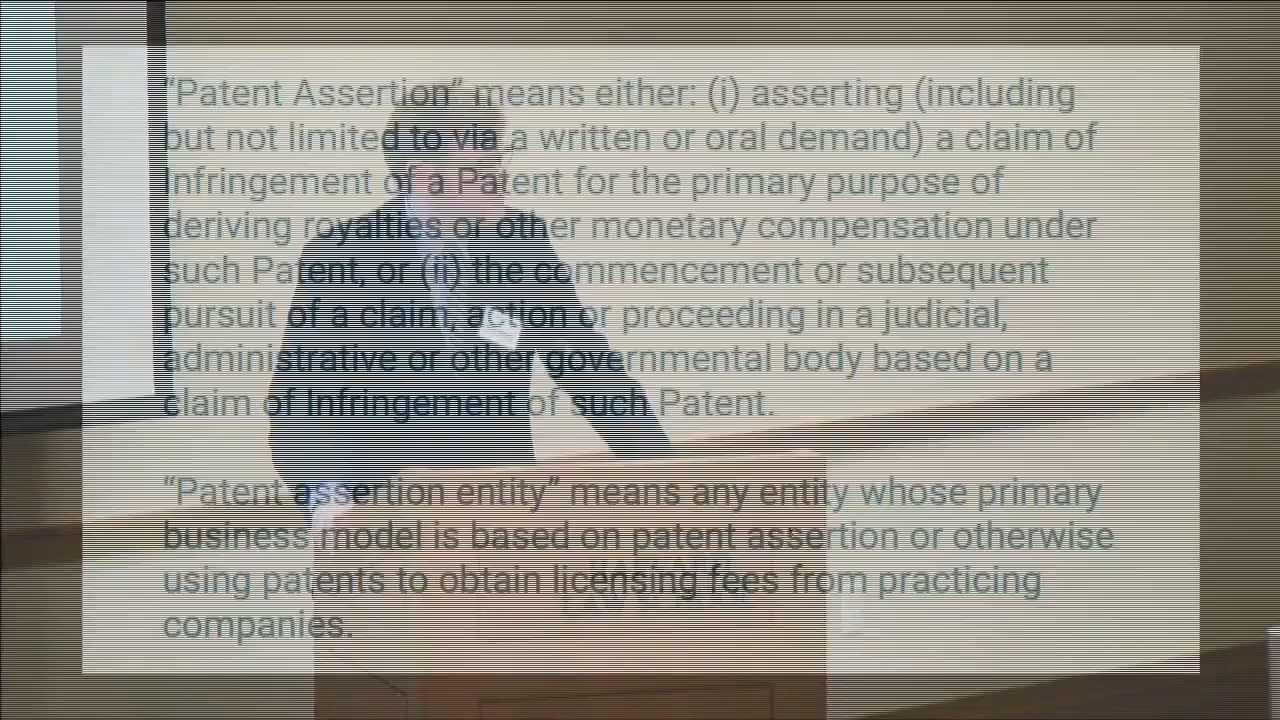 “Patent Assertion” means either: (i) asserting (including
but not limited to via a written or oral demand) a claim of
Infringement of a Patent for the primary purpose of
deriving royalties or other monetary compensation under
such Patent, or (ii) the commencement or subsequent
pursuit of a claim, action or proceeding in a judicial,
administrative or other governmental body based on a
claim of Infringement of such Patent.
“Patent assertion entity” means any entity whose primary
business model is based on patent assertion or otherwise
using patents to obtain licensing fees from practicing
companies.